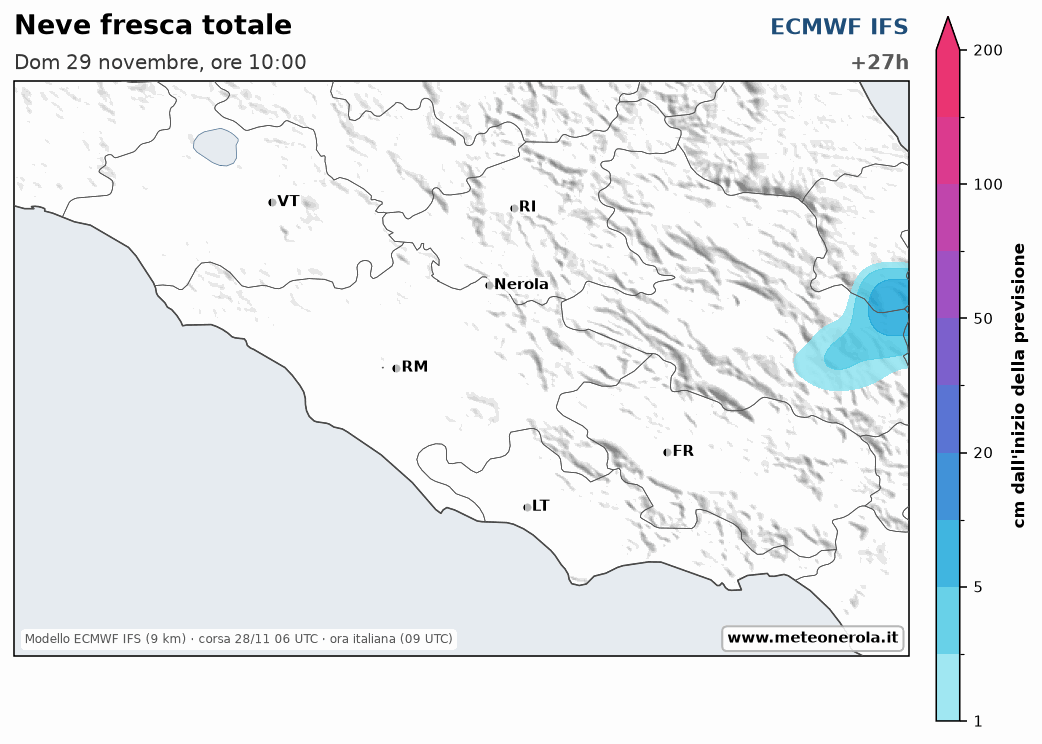 Neve fresca totale
ECMWF IFS
Dom 29 novembre, ore 10:00
+27h
VT
RI
Nerola
RM
FR
LT
Modello ECMWF IFS (9 km) · corsa 28/11 06 UTC · ora italiana (09 UTC)
www.meteonerola.it
200
100
50
20
5
1
cm dall'inizio della previsione